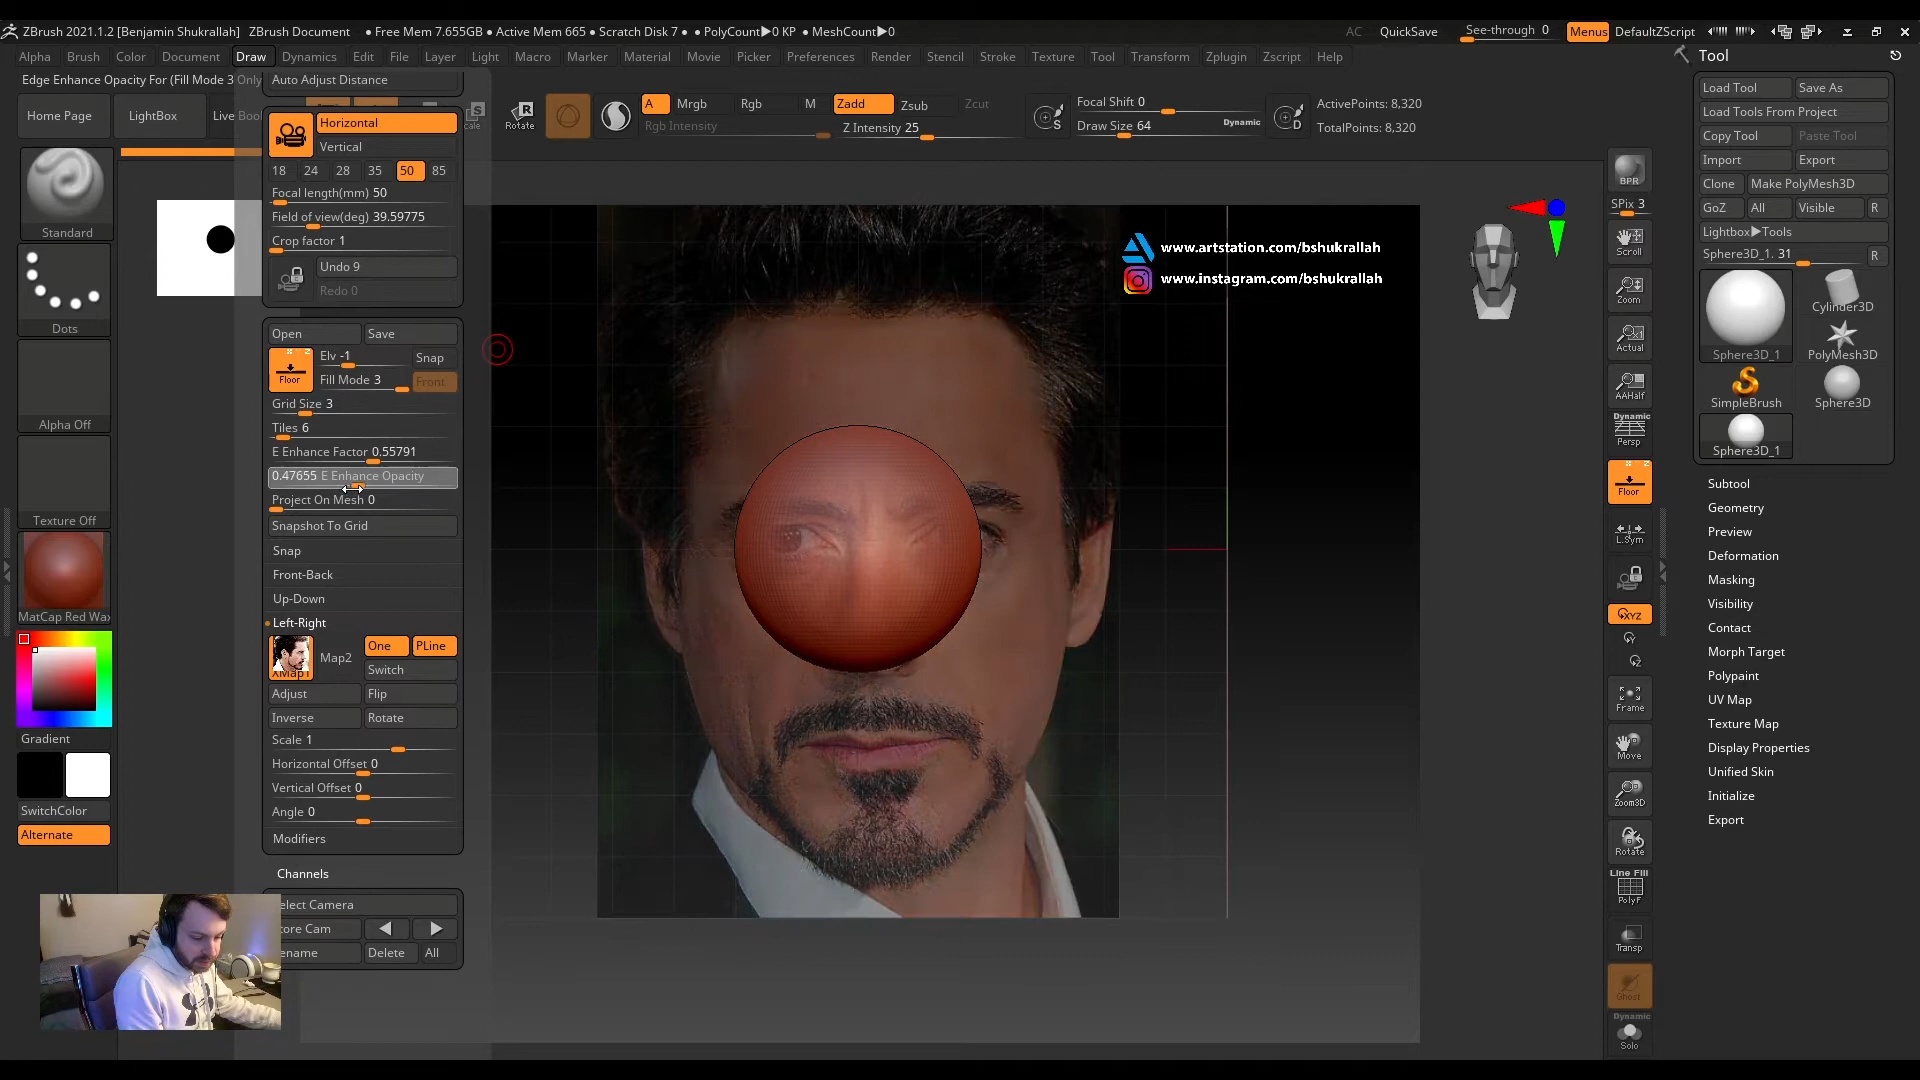 ZBrush 2021.1.2 [Benjamin Shukrallah] ZBrush Document • Free Mem 7.655GB • Active Mem 665 • Scratch Disk 7 • • PolyCount▶0 KP • MeshCount▶0 AC QuickSave See-through 0 Menus DefaultZScript
Alpha Brush Color Document Draw Dynamics Edit File Layer Light Macro Marker Material Movie Picker Preferences Render Stencil Stroke Texture Tool Transform Zplugin Zscript Help
Tool
Edge Enhance Opacity For (Fill Mode 3 Only
Auto Adjust Distance
Home Page
LightBox
Live Bool
Rotate
A
Mrgb
Rgb
M
Zadd
Zsub
Zcut
Rgb Intensity
Z Intensity 25
S
Focal Shift 0
Draw Size 64
Dynamic
D
ActivePoints: 8,320
TotalPoints: 8,320
Standard
Dots
Alpha Off
Texture Off
MatCap Red Wax
Gradient
SwitchColor
Alternate
Horizontal
Vertical
18 24 28 35 50 85
Focal length(mm) 50
Field of view(deg) 39.59775
Crop factor 1
Undo 9
Redo 0
Open Save
Floor
Elv -1
Snap
Fill Mode 3
Front
Grid Size 3
Tiles 6
E Enhance Factor 0.55791
0.47655 E Enhance Opacity
Project On Mesh 0
Snapshot To Grid
Snap
Front-Back
Up-Down
Left-Right
XMap1
Map2
One
PLine
Switch
Adjust Flip
Inverse Rotate
Scale 1
Horizontal Offset 0
Vertical Offset 0
Angle 0
Modifiers
Channels
elect Camera
tore Cam
ename Delete All
www.artstation.com/bshukrallah
www.instagram.com/bshukrallah
BPR
SPix 3
Scroll
Zoom
Actual
AAHalf
Dynamic
Persp
Floor
L.Sym
XYZ
Y
Z
Frame
Move
Zoom3D
Rotate
Line Fill
PolyF
Transp
Ghost
Dynamic
Solo
Load Tool Save As
Load Tools From Project
Copy Tool Paste Tool
Import Export
Clone Make PolyMesh3D
GoZ All Visible R
Lightbox▶Tools
Sphere3D_1. 31 R
Sphere3D_1
Cylinder3D
PolyMesh3D
SimpleBrush
Sphere3D
Sphere3D_1
Subtool
Geometry
Preview
Deformation
Masking
Visibility
Contact
Morph Target
Polypaint
UV Map
Texture Map
Display Properties
Unified Skin
Initialize
Export